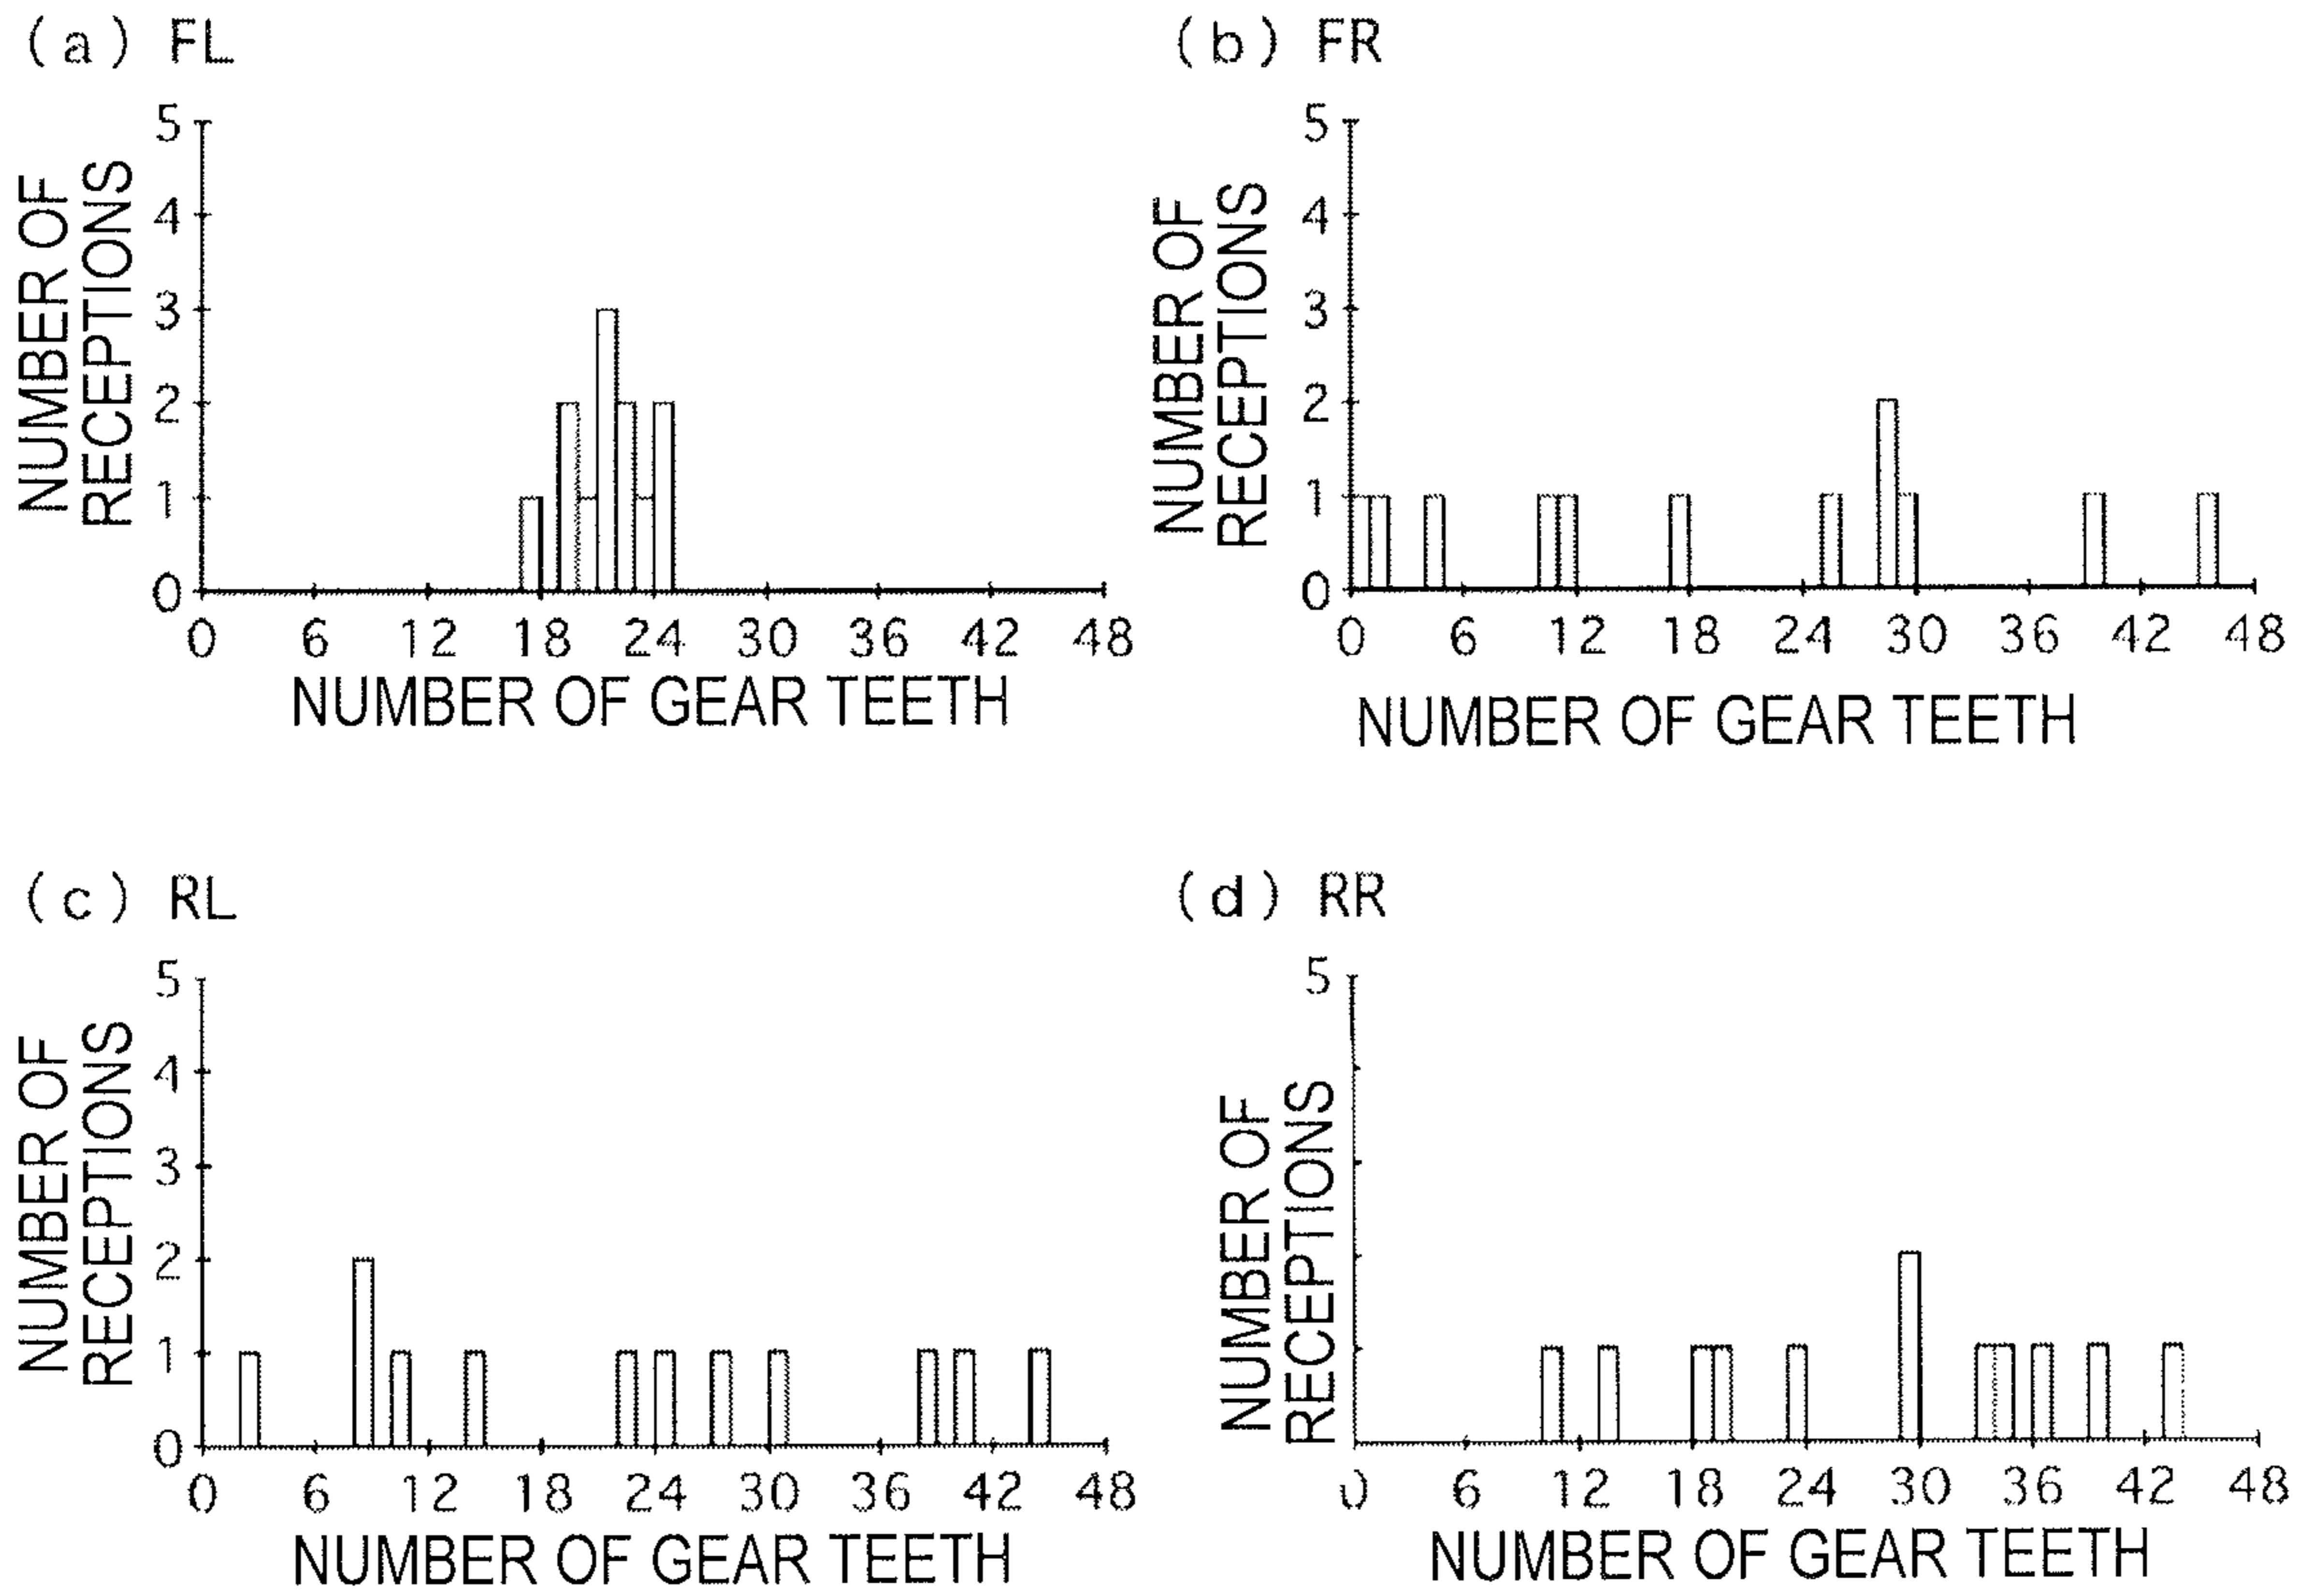 (a) FL
NUMBER OF
RECEPTIONS
5
4
3
2
1
0
0 6 12 18 24 30 36 42 48
NUMBER OF GEAR TEETH
(b) FR
NUMBER OF
RECEPTIONS
5
4
3
2
1
0
0 6 12 18 24 30 36 42 48
NUMBER OF GEAR TEETH
(c) RL
NUMBER OF
RECEPTIONS
5
4
3
2
1
0
0 6 12 18 24 30 36 42 48
NUMBER OF GEAR TEETH
(d) RR
NUMBER OF
RECEPTIONS
5
0 6 12 18 24 30 36 42 48
NUMBER OF GEAR TEETH